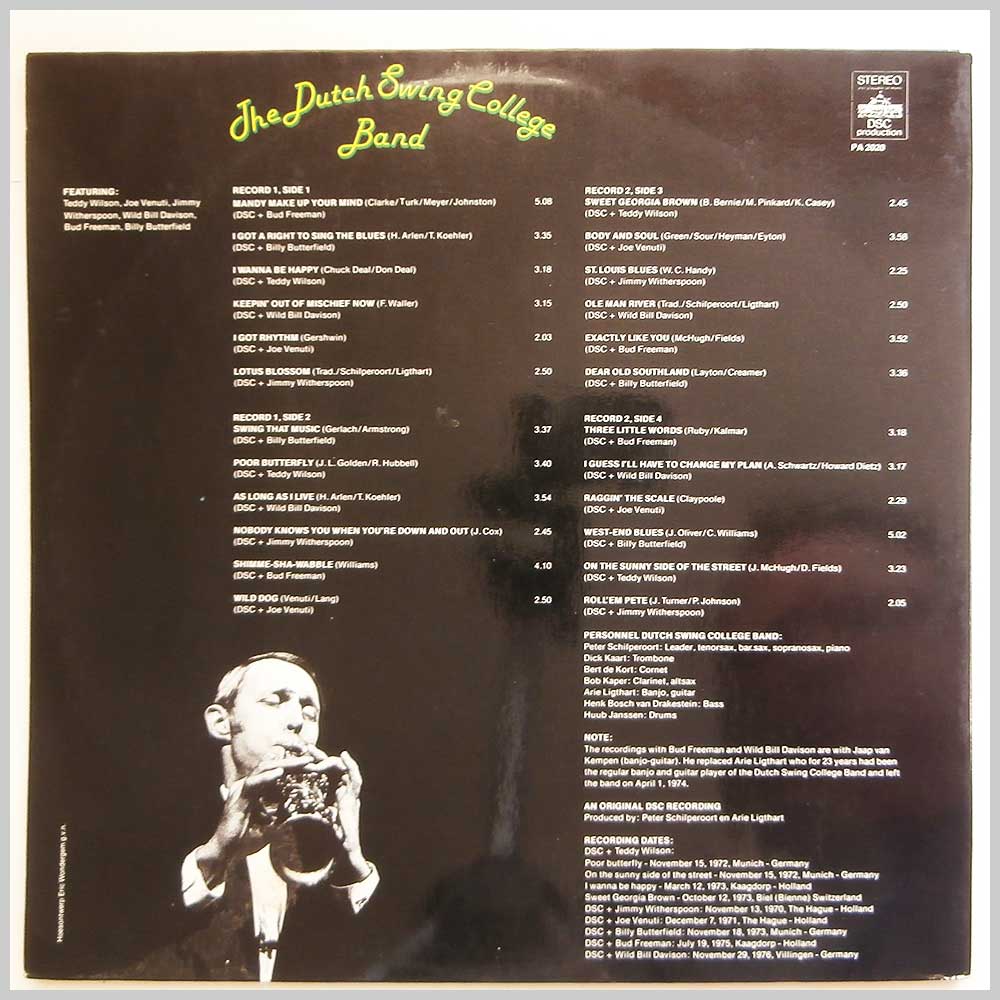 The Dutch Swing College
Band
STEREO
DSC
production
PA 2020
FEATURING:
Teddy Wilson, Joe Venuti, Jimmy
Witherspoon, Wild Bill Davison,
Bud Freeman, Billy Butterfield
RECORD 1, SIDE 1
MANDY MAKE UP YOUR MIND (Clarke/Turk/Meyer/Johnston) 5.08
(DSC + Bud Freeman)
I GOT A RIGHT TO SING THE BLUES (H. Arlen/T. Koehler) 3.35
(DSC + Billy Butterfield)
I WANNA BE HAPPY (Chuck Deal/Don Deal) 3.18
(DSC + Teddy Wilson)
KEEPIN' OUT OF MISCHIEF NOW (F. Waller) 3.15
(DSC + Wild Bill Davison)
I GOT RHYTHM (Gershwin) 2.03
(DSC + Joe Venuti)
LOTUS BLOSSOM (Trad./Schilperoort/Ligthart) 2.50
(DSC + Jimmy Witherspoon)
RECORD 1, SIDE 2
SWING THAT MUSIC (Gerlach/Armstrong) 3.37
(DSC + Billy Butterfield)
POOR BUTTERFLY (J. L. Golden/R. Hubbell) 3.40
(DSC + Teddy Wilson)
AS LONG AS I LIVE (H. Arlen/T. Koehler) 3.54
(DSC + Wild Bill Davison)
NOBODY KNOWS YOU WHEN YOU'RE DOWN AND OUT (J. Cox) 2.45
(DSC + Jimmy Witherspoon)
SHIMME-SHA-WABBLE (Williams) 4.10
(DSC + Bud Freeman)
WILD DOG (Venuti/Lang) 2.50
(DSC + Joe Venuti)
RECORD 2, SIDE 3
SWEET GEORGIA BROWN (B. Bernie/M. Pinkard/K. Casey) 2.45
(DSC + Teddy Wilson)
BODY AND SOUL (Green/Sour/Heyman/Eyton) 3.58
(DSC + Joe Venuti)
ST. LOUIS BLUES (W. C. Handy) 2.25
(DSC + Jimmy Witherspoon)
OLE MAN RIVER (Trad./Schilperoort/Ligthart) 2.50
(DSC + Wild Bill Davison)
EXACTLY LIKE YOU (McHugh/Fields) 3.52
(DSC + Bud Freeman)
DEAR OLD SOUTHLAND (Layton/Creamer) 3.36
(DSC + Billy Butterfield)
RECORD 2, SIDE 4
THREE LITTLE WORDS (Ruby/Kalmar) 3.18
(DSC + Bud Freeman)
I GUESS I'LL HAVE TO CHANGE MY PLAN (A. Schwartz/Howard Dietz) 3.17
(DSC + Wild Bill Davison)
RAGGIN' THE SCALE (Claypoole) 2.29
(DSC + Joe Venuti)
WEST-END BLUES (J. Oliver/C. Williams) 5.02
(DSC + Billy Butterfield)
ON THE SUNNY SIDE OF THE STREET (J. McHugh/D. Fields) 3.23
(DSC + Teddy Wilson)
ROLL'EM PETE (J. Turner/P. Johnson) 2.05
(DSC + Jimmy Witherspoon)
PERSONNEL DUTCH SWING COLLEGE BAND:
Peter Schilperoort: Leader, tenorsax, bar.sax, sopranosax, piano
Dick Kaart: Trombone
Bert de Kort: Cornet
Bob Kaper: Clarinet, altsax
Arie Ligthart: Banjo, guitar
Henk Bosch van Drakestein: Bass
Huub Janssen: Drums
NOTE:
The recordings with Bud Freeman and Wild Bill Davison are with Jaap van
Kempen (banjo-guitar). He replaced Arie Ligthart who for 23 years had been
the regular banjo and guitar player of the Dutch Swing College Band and left
the band on April 1, 1974.
AN ORIGINAL DSC RECORDING
Produced by: Peter Schilperoort en Arie Ligthart
RECORDING DATES:
DSC + Teddy Wilson:
Poor butterfly - November 15, 1972, Munich - Germany
On the sunny side of the street - November 15, 1972, Munich - Germany
I wanna be happy - March 12, 1973, Kaagdorp - Holland
Sweet Georgia Brown - October 12, 1973, Biel (Bienne) Switzerland
DSC + Jimmy Witherspoon: November 13, 1970, The Hague - Holland
DSC + Joe Venuti: December 7, 1971, The Hague - Holland
DSC + Billy Butterfield: November 18, 1973, Munich - Germany
DSC + Bud Freeman: July 19, 1975, Kaagdorp - Holland
DSC + Wild Bill Davison: November 29, 1976, Villingen - Germany
Hoesontwerp Eric Wondergem g.v.n.